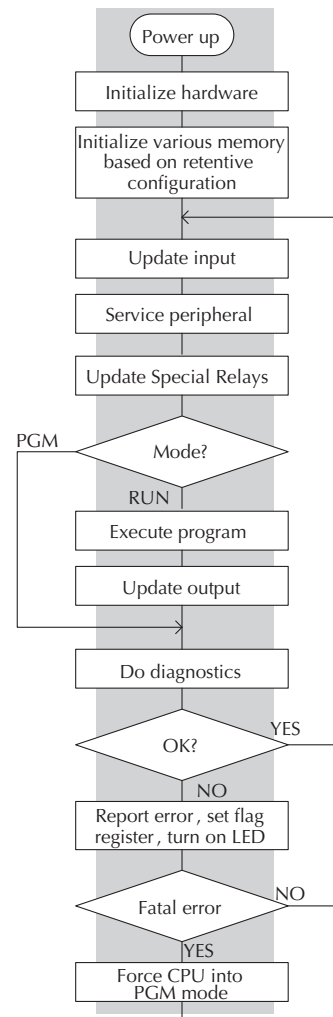 Power up
Initialize hardware
Initialize various memory
based on retentive
configuration
Update input
Service peripheral
Update Special Relays
PGM
Mode?
RUN
Execute program
Update output
Do diagnostics
YES
OK?
NO
Report error, set flag
register, turn on LED
NO
Fatal error
YES
Force CPU into
PGM mode